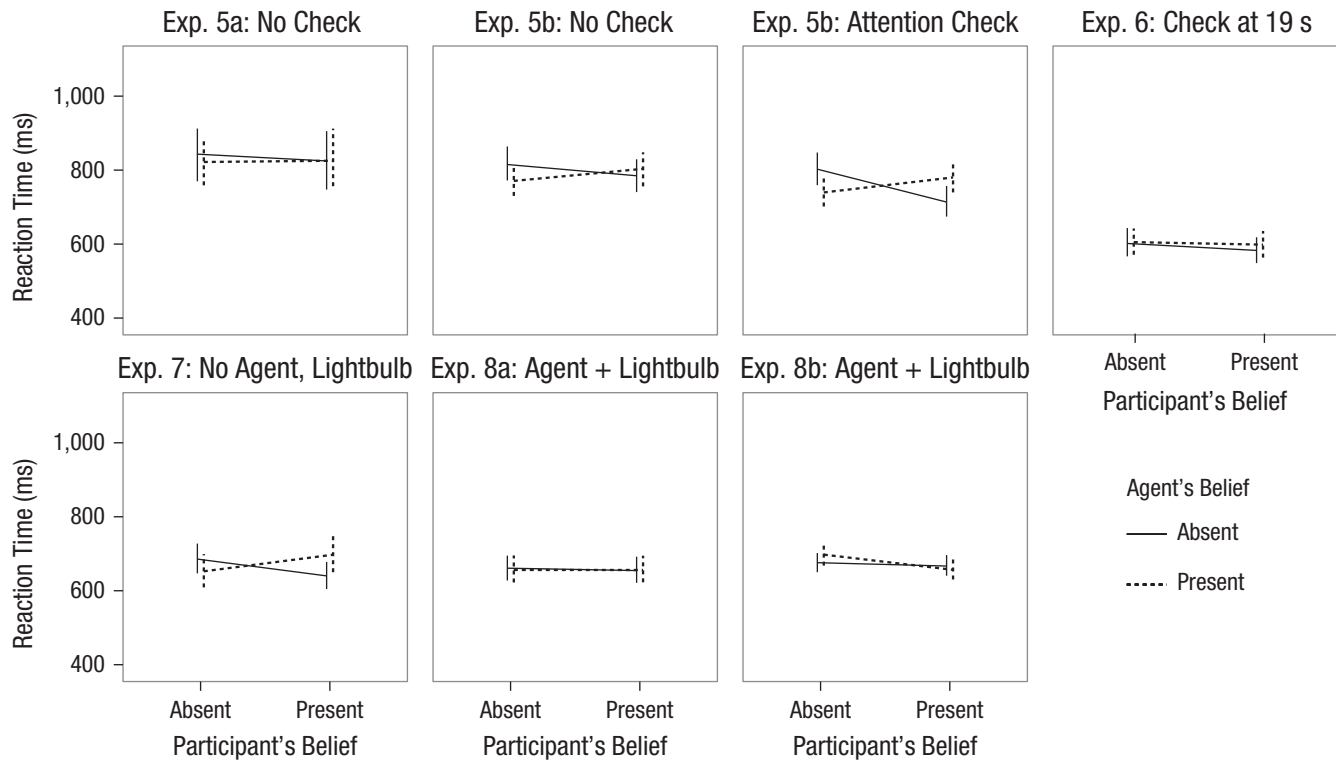 Exp. 5a: No Check
Exp. 5b: No Check
Exp. 5b: Attention Check
Exp. 6: Check at 19 s
Reaction Time (ms)
1,000
800
600
400
Absent Present
Participant's Belief
Exp. 7: No Agent, Lightbulb
Exp. 8a: Agent + Lightbulb
Exp. 8b: Agent + Lightbulb
Reaction Time (ms)
1,000
800
600
400
Absent Present
Participant's Belief
Absent Present
Participant's Belief
Absent Present
Participant's Belief
Agent's Belief
Absent
Present